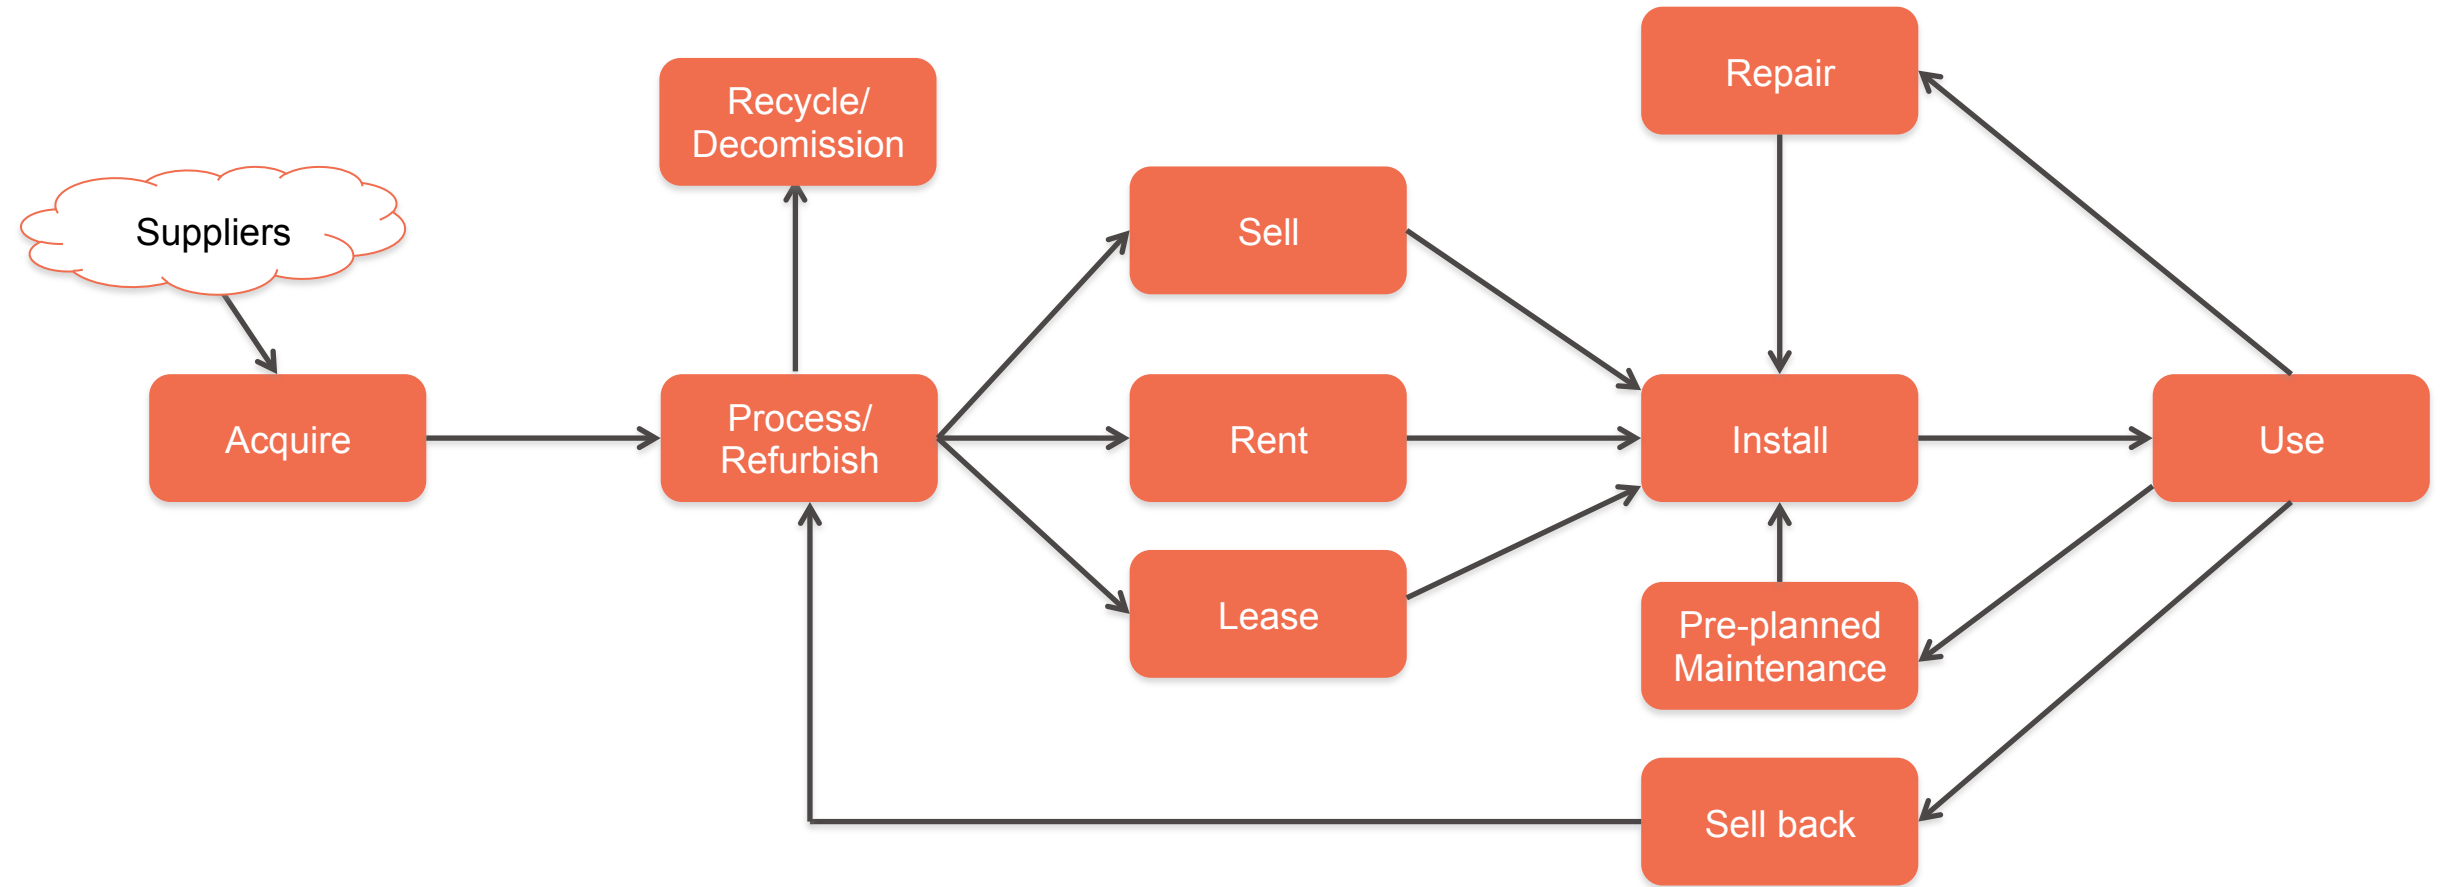 Suppliers
Acquire
Recycle/
Decomission
Process/
Refurbish
Sell
Rent
Lease
Repair
Install
Pre-planned
Maintenance
Sell back
Use